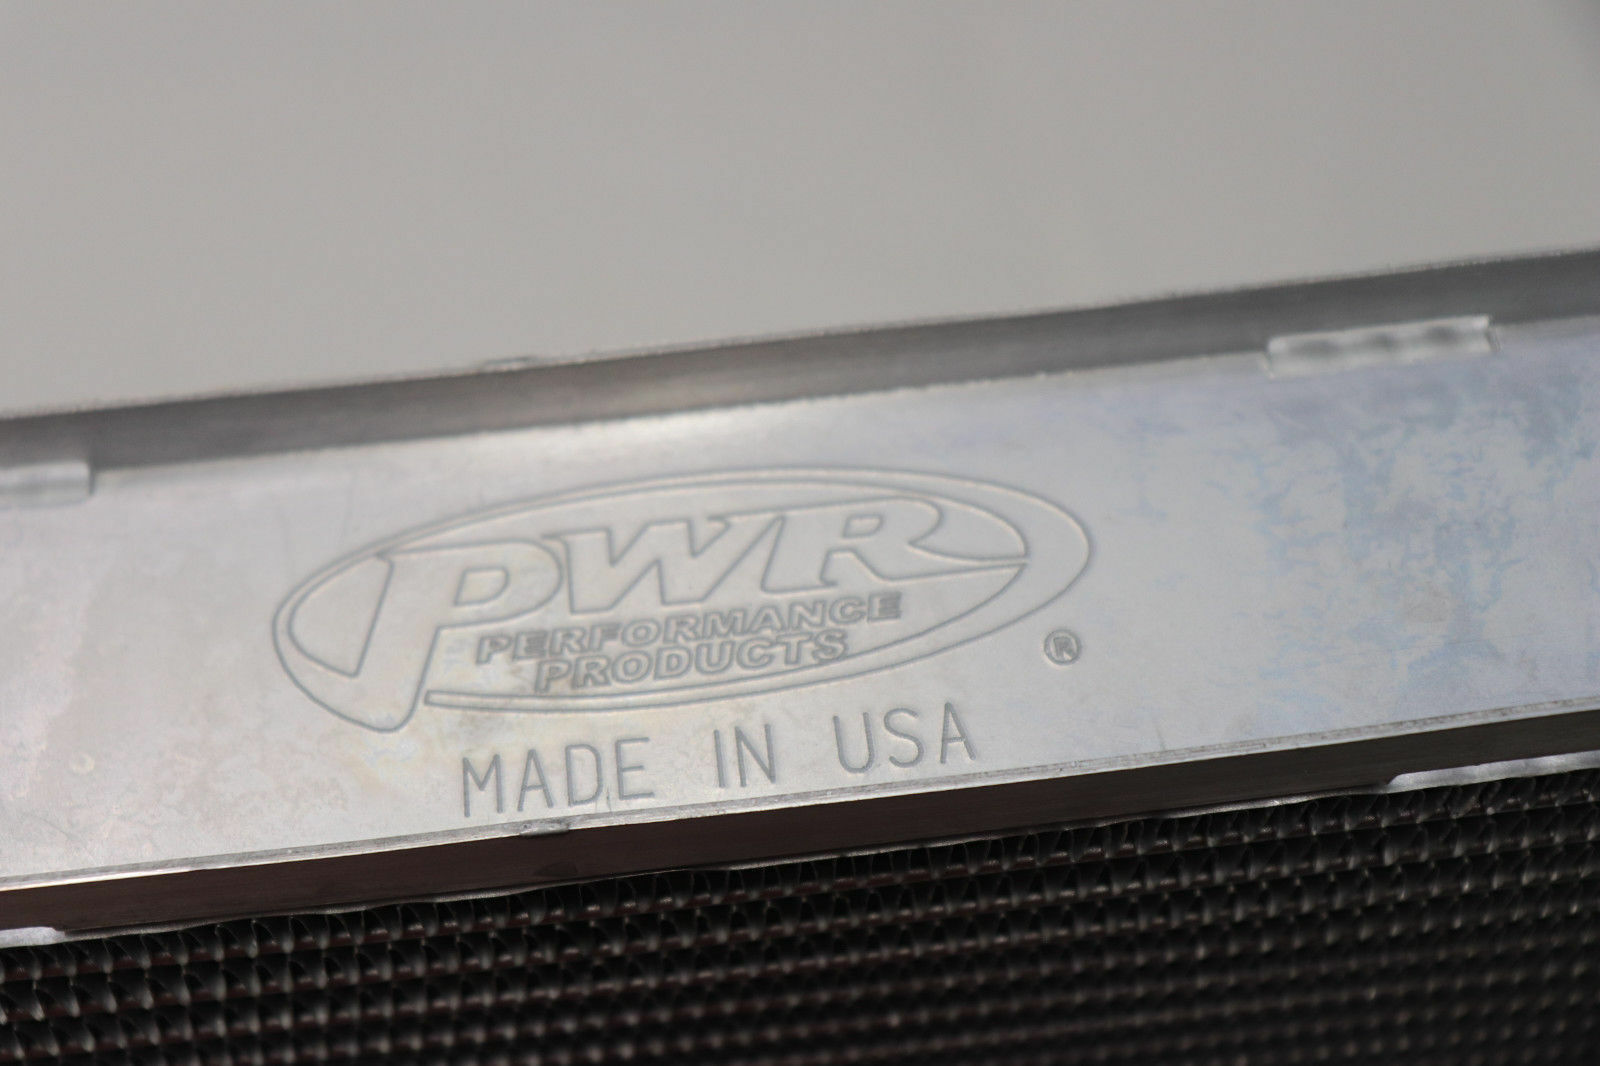 PWR
PERFORMANCE
PRODUCTS
®
MADE IN USA